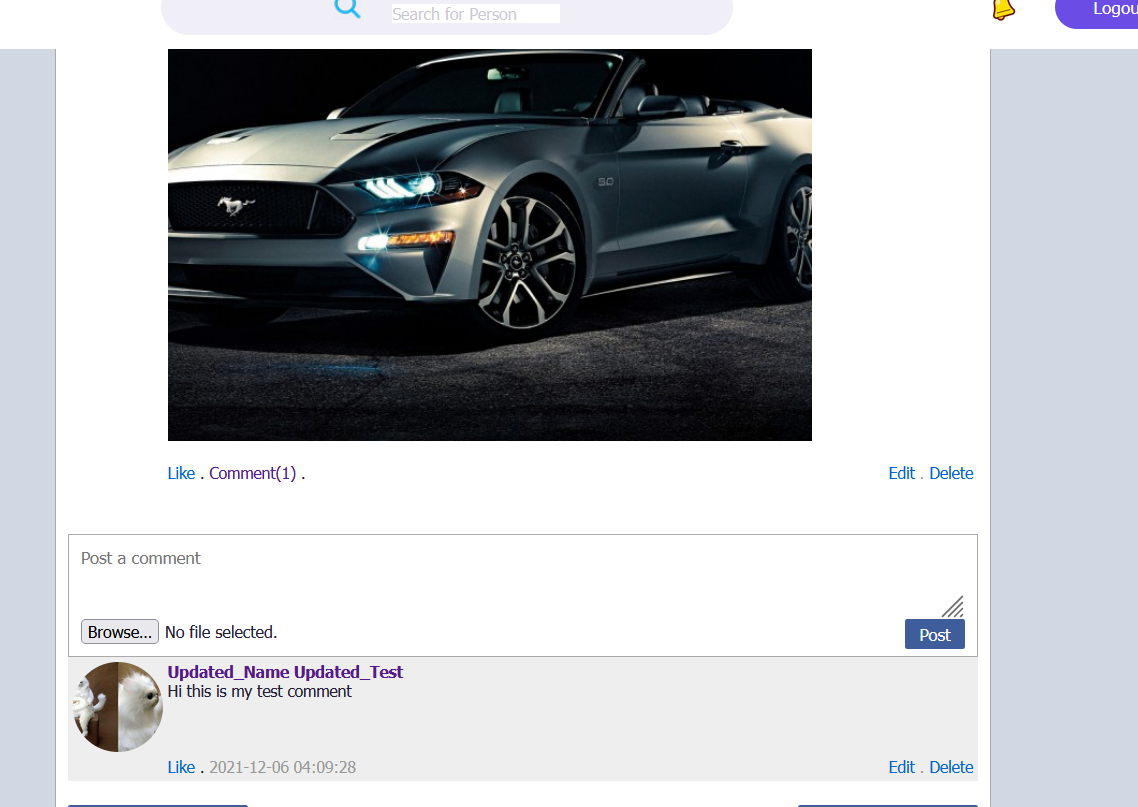 Search for Person
5.0
Like . Comment(1) .
Edit . Delete
Post a comment
Browse... No file selected.
Post
Updated_Name Updated_Test
Hi this is my test comment
Like . 2021-12-06 04:09:28
Edit . Delete